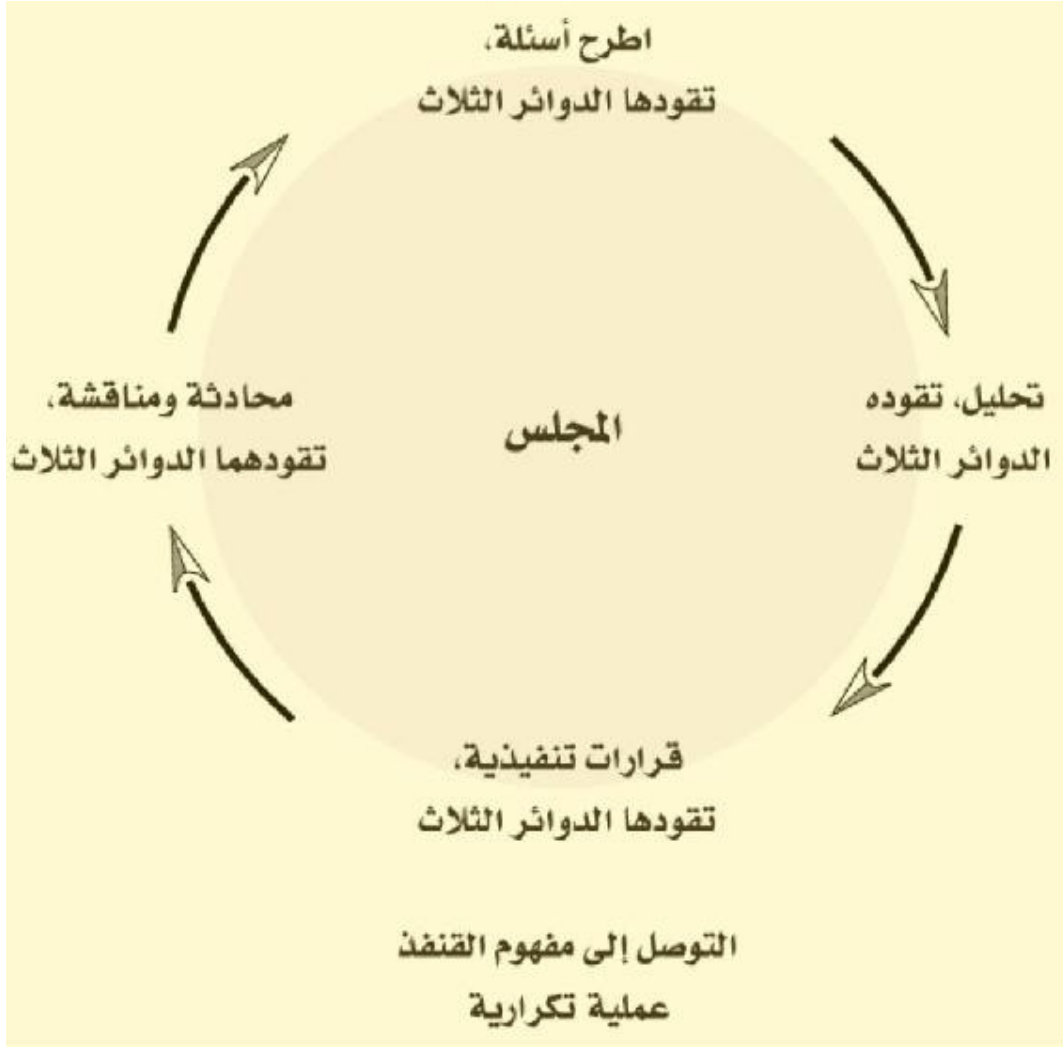 اطرح أسئلة،
تقودها الدوائر الثلاث
تحليل، تقوده
الدوائر الثلاث
المجلس
محادثة ومناقشة،
تقودهما الدوائر الثلاث
قرارات تنفيذية،
تقودها الدوائر الثلاث
التوصل إلى مفهوم القنفذ
عملية تكرارية